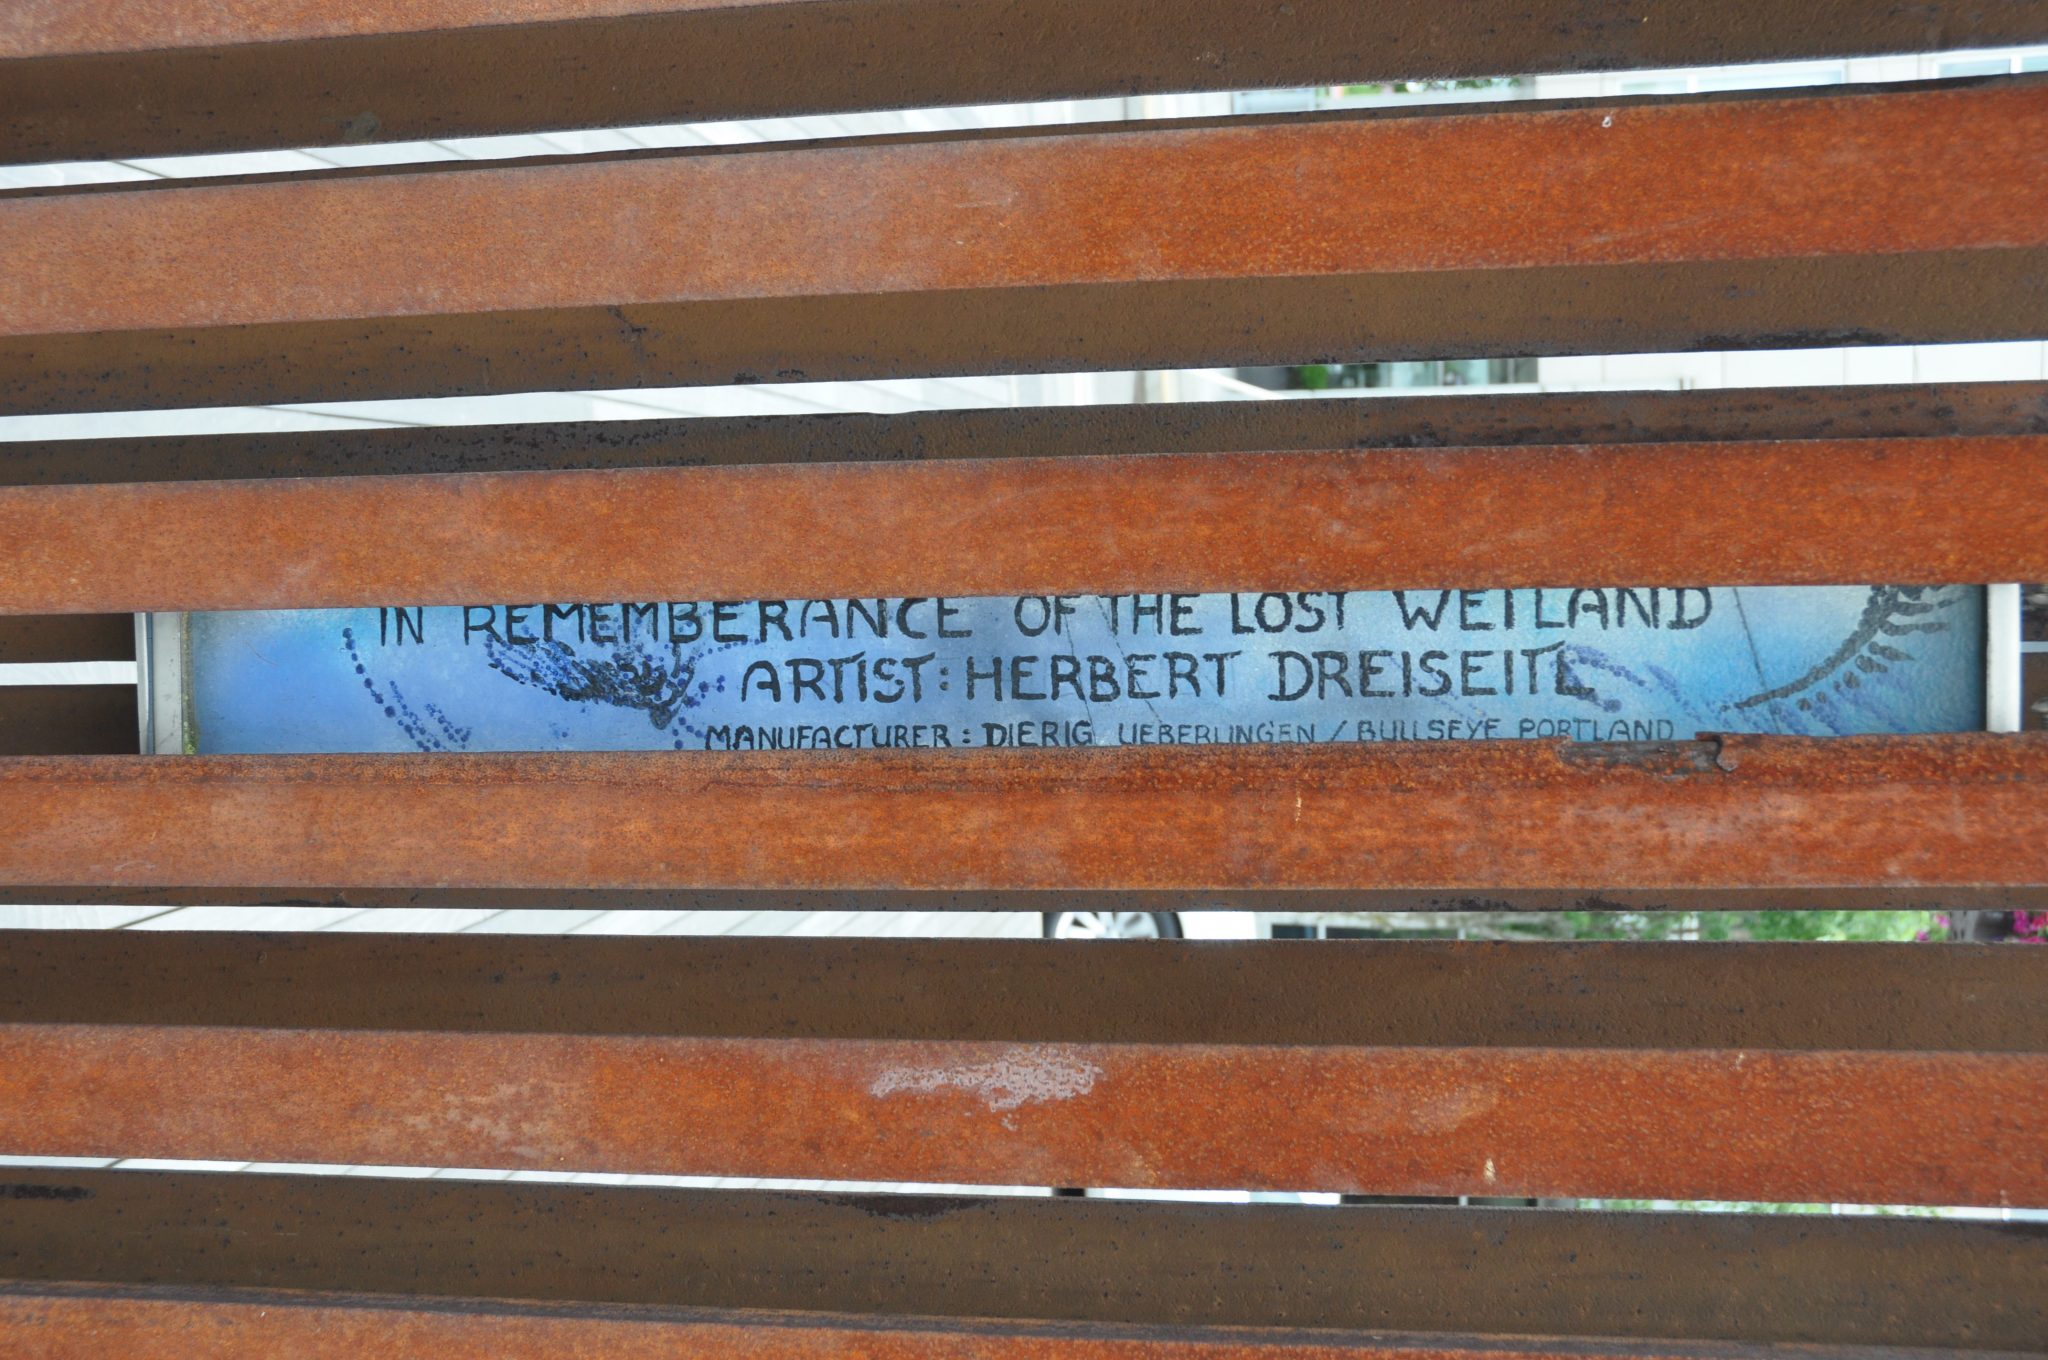 IN REMEMBERANCE OF THE LOST WETLAND
ARTIST: HERBERT DREISEITL
MANUFACTURER: DIERIG UEBERLINGEN / BULLSEYE PORTLAND